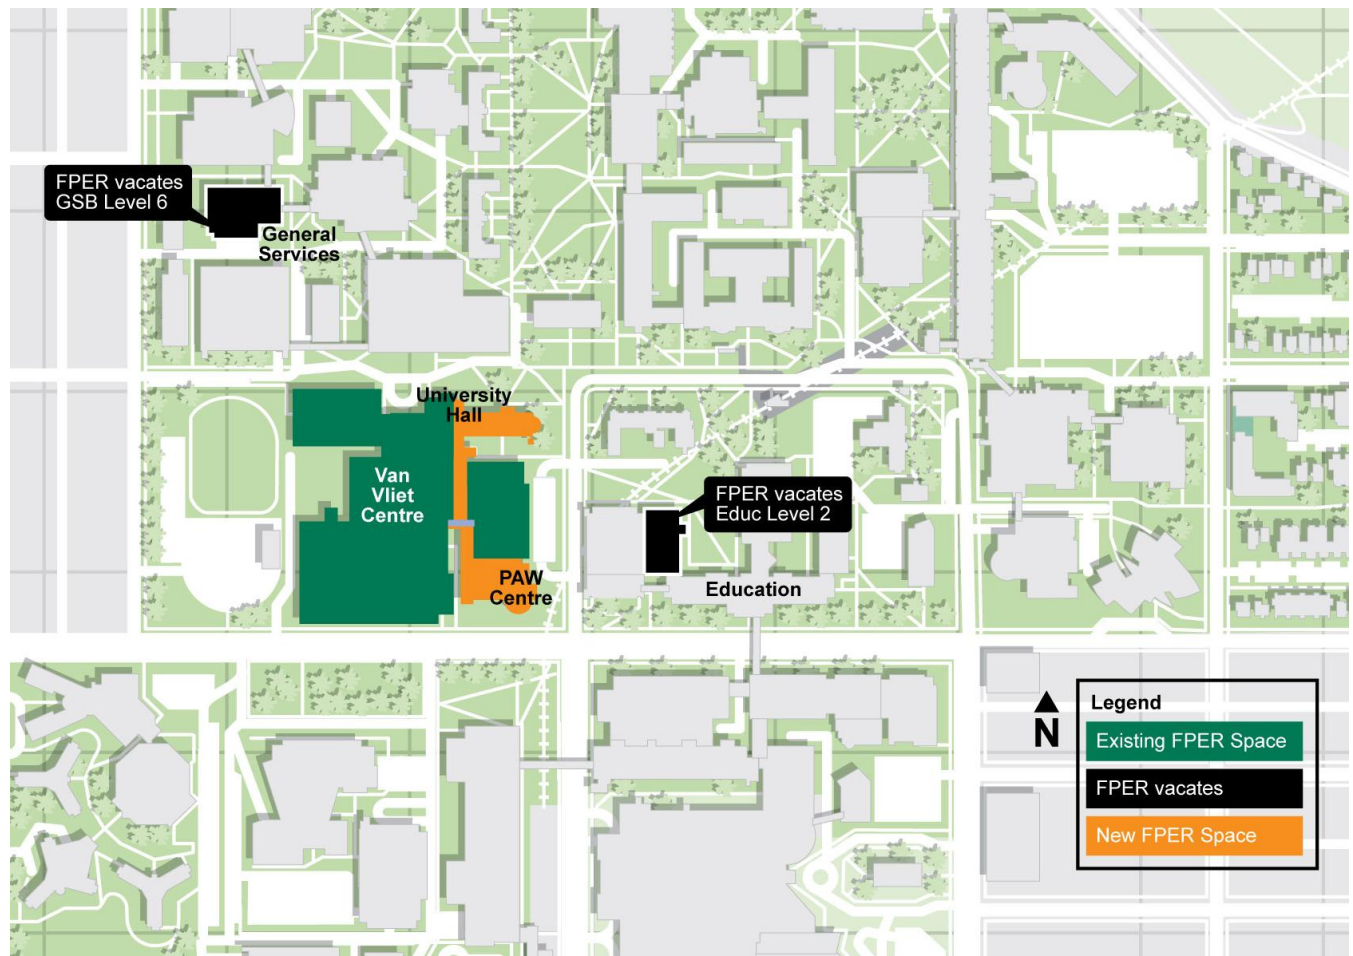 FPER vacates
GSB Level 6
General
Services
University
Hall
Van
Vliet
Centre
FPER vacates
Educ Level 2
PAW
Centre
Education
Legend
N
Existing FPER Space
FPER vacates
New FPER Space